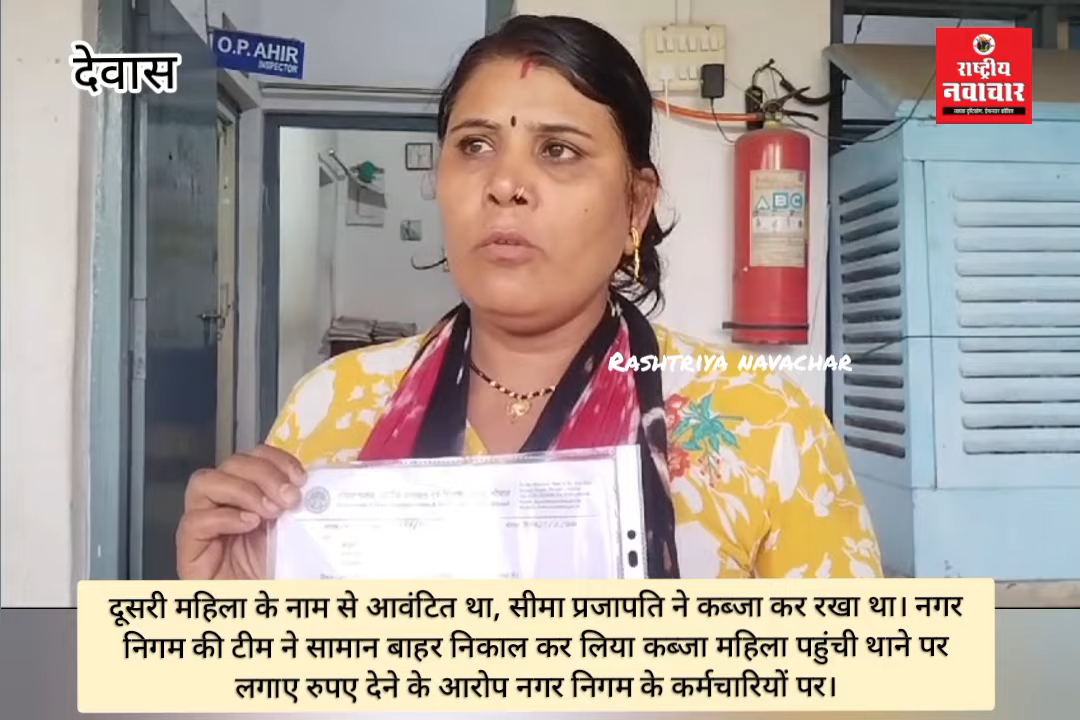 देवास
O.P.AHIR
INSPECTOR
राष्ट्रीय
नवाचार
ABC
RASHTRIYA NAVACHAR
दूसरी महिला के नाम से आवंटित था, सीमा प्रजापति ने कब्जा कर रखा था। नगर
निगम की टीम ने सामान बाहर निकाल कर लिया कब्जा महिला पहुंची थाने पर
लगाए रुपए देने के आरोप नगर निगम के कर्मचारियों पर।